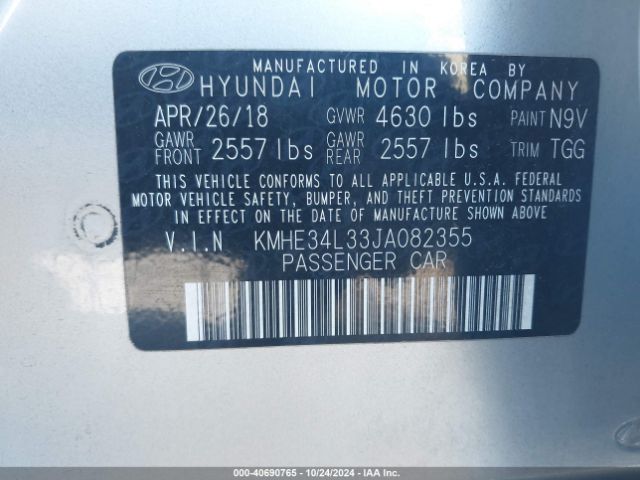 MANUFACTURED IN KOREA BY
HYUNDAI MOTOR COMPANY
APR/26/18 GVWR 4630 lbs PAINT N9V
GAWR FRONT 2557 lbs GAWR REAR 2557 lbs TRIM TGG
THIS VEHICLE CONFORMS TO ALL APPLICABLE U.S.A. FEDERAL
MOTOR VEHICLE SAFETY, BUMPER, AND THEFT PREVENTION STANDARDS
IN EFFECT ON THE DATE OF MANUFACTURE SHOWN ABOVE
V.I.N KMHE34L33JA082355
PASSENGER CAR
000-40690765 - 10/24/2024 - IAA Inc.